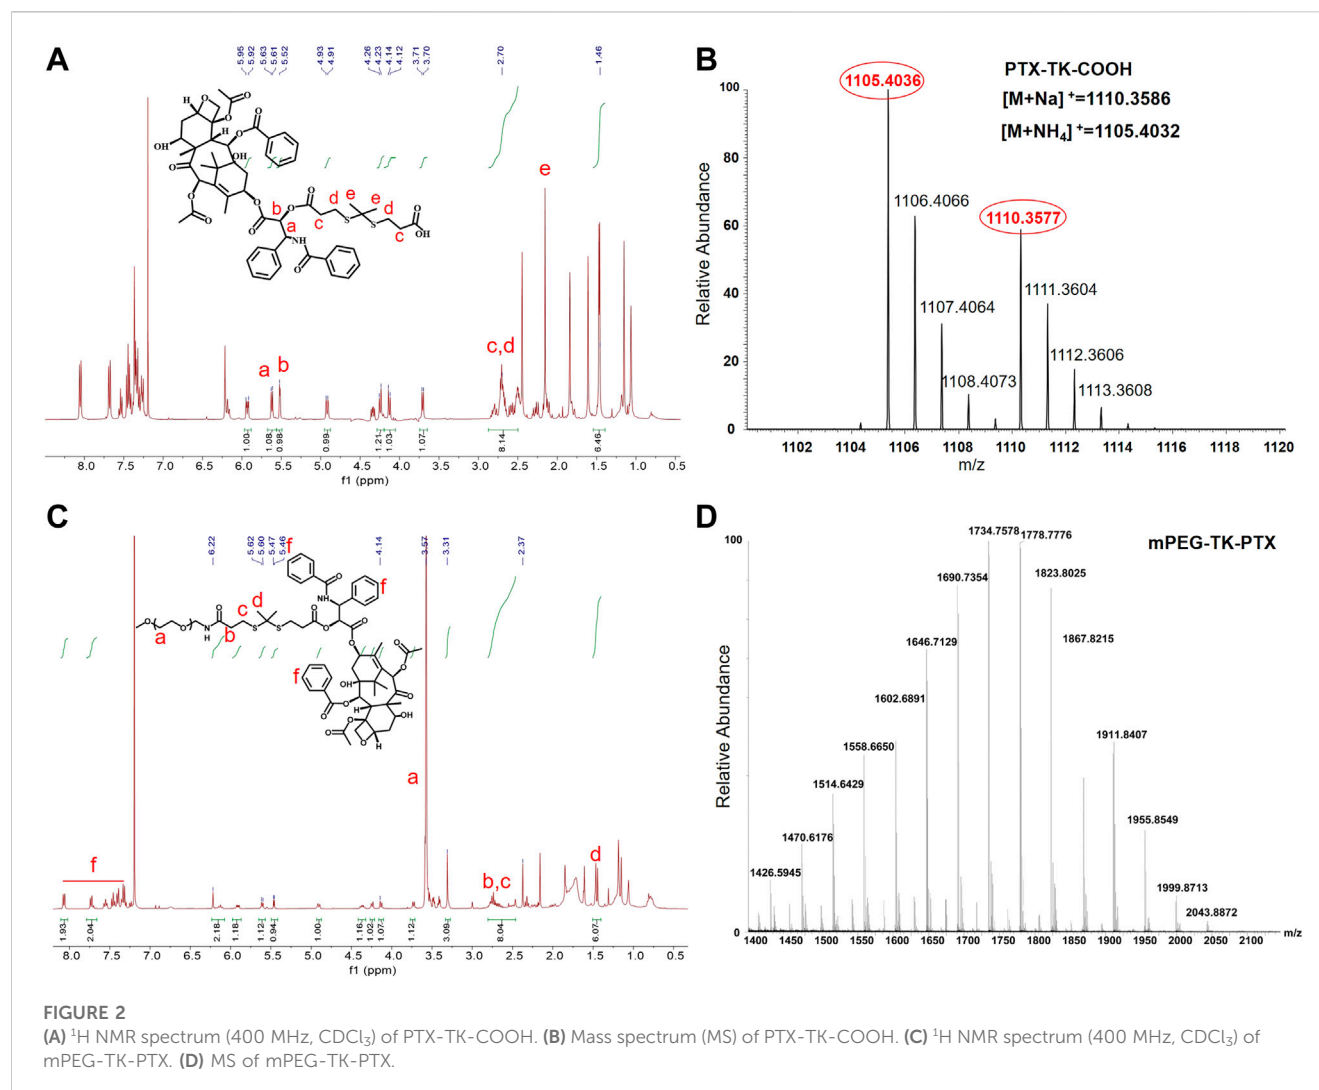 A
5.95
5.92
5.63
5.61
5.52
4.93
4.91
4.26
4.23
4.14
4.12
3.71
3.70
2.70
1.46
H
O
O
O
O
H
O
OH
O
OH
O
O
O
O
O
b
O
O
d
e
e
d
O
O
c
S
S
c
OH
a
NH
O
e
a
b
c,d
1.00
1.08
0.98
0.99
1.21
1.03
1.07
8.14
6.46
8.0 7.5 7.0 6.5 6.0 5.5 5.0 4.5 4.0 3.5 3.0 2.5 2.0 1.5 1.0 0.5
f1 (ppm)
B
PTX-TK-COOH
[M+Na]⁺=1110.3586
[M+NH₄]⁺=1105.4032
1105.4036
1106.4066
1110.3577
1107.4064
1111.3604
1112.3606
1108.4073
1113.3608
Relative Abundance
100
80
60
40
20
0
1102 1104 1106 1108 1110 1112 1114 1116 1118 1120
m/z
C
6.22
5.62
5.60
5.47
5.46
4.14
3.57
3.31
2.37
f
O
NH
f
O
O
a
N
H
O
b
c
d
S
S
O
O
O
O
O
O
f
OH
O
O
O
O
H
OH
O
O
O
H
a
f
b,c
d
1.93
2.04
2.18
1.18
1.12
0.94
1.00
1.16
1.02
1.07
1.12
3.09
8.04
6.07
8.0 7.5 7.0 6.5 6.0 5.5 5.0 4.5 4.0 3.5 3.0 2.5 2.0 1.5 1.0 0.5
f1 (ppm)
D
mPEG-TK-PTX
1734.7578
1778.7776
1690.7354
1823.8025
1646.7129
1867.8215
1602.6891
1911.8407
1558.6650
1514.6429
1955.8549
1470.6176
1426.5945
1999.8713
2043.8872
Relative Abundance
100
0
1400 1450 1500 1550 1600 1650 1700 1750 1800 1850 1900 1950 2000 2050 2100 m/z
FIGURE 2
(A) ¹H NMR spectrum (400 MHz, CDCl₃) of PTX-TK-COOH. (B) Mass spectrum (MS) of PTX-TK-COOH. (C) ¹H NMR spectrum (400 MHz, CDCl₃) of
mPEG-TK-PTX. (D) MS of mPEG-TK-PTX.